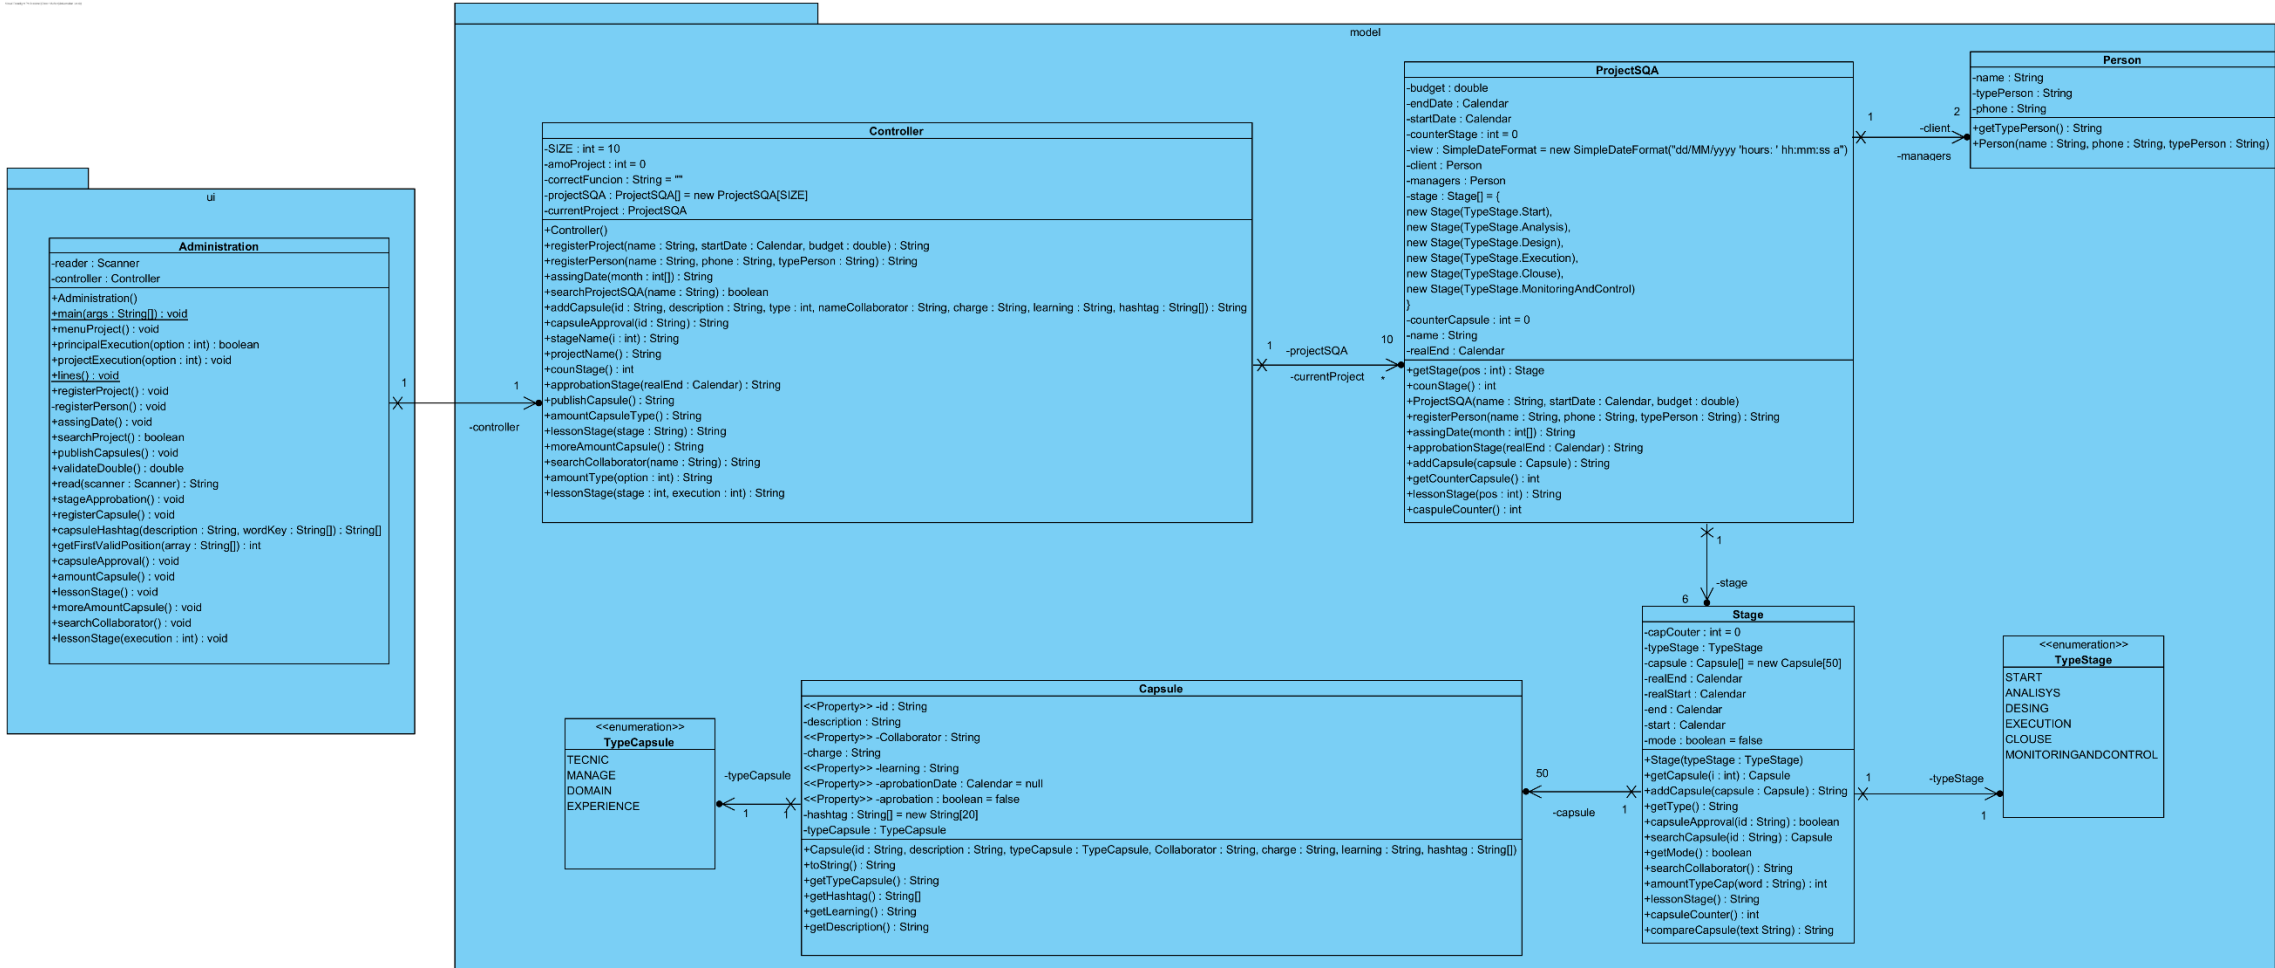 model
ui
Administration
-reader : Scanner
-controller : Controller
+Administration()
+main(args : String[]) : void
+menuProject() : void
+principalExecution(option : int) : boolean
+projectExecution(option : int) : void
+lines() : void
+registerProject() : void
-registerPerson() : void
+assingDate() : void
+searchProject() : boolean
+publishCapsules() : void
+validateDouble() : double
+read(scanner : Scanner) : String
+stageApprobation() : void
+registerCapsule() : void
+capsuleHashtag(description : String, wordKey : String[]) : String[]
+getFirstValidPosition(array : String[]) : int
+capsuleApproval() : void
+amountCapsule() : void
+lessonStage() : void
+moreAmountCapsule() : void
+searchCollaborator() : void
+lessonStage(execution : int) : void
1
1
-controller
Controller
-SIZE : int = 10
-amoProject : int = 0
-correctFuncion : String = ""
-projectSQA : ProjectSQA[] = new ProjectSQA[SIZE]
-currentProject : ProjectSQA
+Controller()
+registerProject(name : String, startDate : Calendar, budget : double) : String
+registerPerson(name : String, phone : String, typePerson : String) : String
+assingDate(month : int[]) : String
+searchProjectSQA(name : String) : boolean
+addCapsule(id : String, description : String, type : int, nameCollaborator : String, charge : String, learning : String, hashtag : String[]) : String
+capsuleApproval(id : String) : String
+stageName(i : int) : String
+projectName() : String
+counStage() : int
+approbationStage(realEnd : Calendar) : String
+publishCapsule() : String
+amountCapsuleType() : String
+lessonStage(stage : String) : String
+moreAmountCapsule() : String
+searchCollaborator(name : String) : String
+amountType(option : int) : String
+lessonStage(stage : int, execution : int) : String
1
-projectSQA
10
-currentProject
*
ProjectSQA
-budget : double
-endDate : Calendar
-startDate : Calendar
-counterStage : int = 0
-view : SimpleDateFormat = new SimpleDateFormat("dd/MM/yyyy 'hours: ' hh:mm:ss a")
-client : Person
-managers : Person
-stage : Stage[] = {
new Stage(TypeStage.Start),
new Stage(TypeStage.Analysis),
new Stage(TypeStage.Design),
new Stage(TypeStage.Execution),
new Stage(TypeStage.Clouse),
new Stage(TypeStage.MonitoringAndControl)
}
-counterCapsule : int = 0
-name : String
-realEnd : Calendar
+getStage(pos : int) : Stage
+counStage() : int
+ProjectSQA(name : String, startDate : Calendar, budget : double)
+registerPerson(name : String, phone : String, typePerson : String) : String
+assingDate(month : int[]) : String
+approbationStage(realEnd : Calendar) : String
+addCapsule(capsule : Capsule) : String
+getCounterCapsule() : int
+lessonStage(pos : int) : String
+caspuleCounter() : int
1
2
-client
-managers
Person
-name : String
-typePerson : String
-phone : String
+getTypePerson() : String
+Person(name : String, phone : String, typePerson : String)
1
-stage
6
Stage
-capCouter : int = 0
-typeStage : TypeStage
-capsule : Capsule[] = new Capsule[50]
-realEnd : Calendar
-realStart : Calendar
-end : Calendar
-start : Calendar
-mode : boolean = false
+Stage(typeStage : TypeStage)
+getCapsule(i : int) : Capsule
+addCapsule(capsule : Capsule) : String
+getType() : String
+capsuleApproval(id : String) : boolean
+searchCapsule(id : String) : Capsule
+getMode() : boolean
+searchCollaborator() : String
+amountTypeCap(word : String) : int
+lessonStage() : String
+capsuleCounter() : int
+compareCapsule(text String) : String
1
-typeStage
1
<<enumeration>>
TypeStage
START
ANALISYS
DESING
EXECUTION
CLOUSE
MONITORINGANDCONTROL
50
-capsule
1
Capsule
<<Property>> -id : String
-description : String
<<Property>> -Collaborator : String
-charge : String
<<Property>> -learning : String
<<Property>> -aprobationDate : Calendar = null
<<Property>> -aprobation : boolean = false
-hashtag : String[] = new String[20]
-typeCapsule : TypeCapsule
+Capsule(id : String, description : String, typeCapsule : TypeCapsule, Collaborator : String, charge : String, learning : String, hashtag : String[])
+toString() : String
+getTypeCapsule() : String
+getHashtag() : String[]
+getLearning() : String
+getDescription() : String
-typeCapsule
1
1
<<enumeration>>
TypeCapsule
TECNIC
MANAGE
DOMAIN
EXPERIENCE